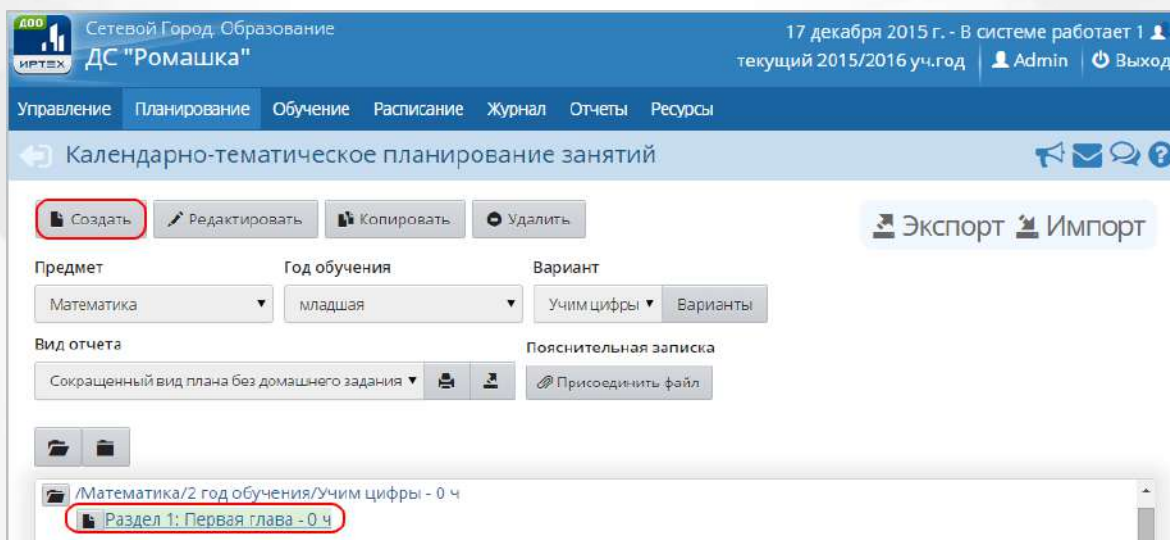 ДОО
ИРТЕХ
Сетевой Город. Образование
ДС "Ромашка"
17 декабря 2015 г. - В системе работает 1
текущий 2015/2016 уч.год Admin Выход
Управление Планирование Обучение Расписание Журнал Отчеты Ресурсы
Календарно-тематическое планирование занятий
Создать Редактировать Копировать Удалить
Экспорт Импорт
Предмет Год обучения Вариант
Математика младшая Учим цифры Варианты
Вид отчета Пояснительная записка
Сокращенный вид плана без домашнего задания Присоединить файл
/Математика/2 год обучения/Учим цифры - 0 ч
Раздел 1: Первая глава - 0 ч